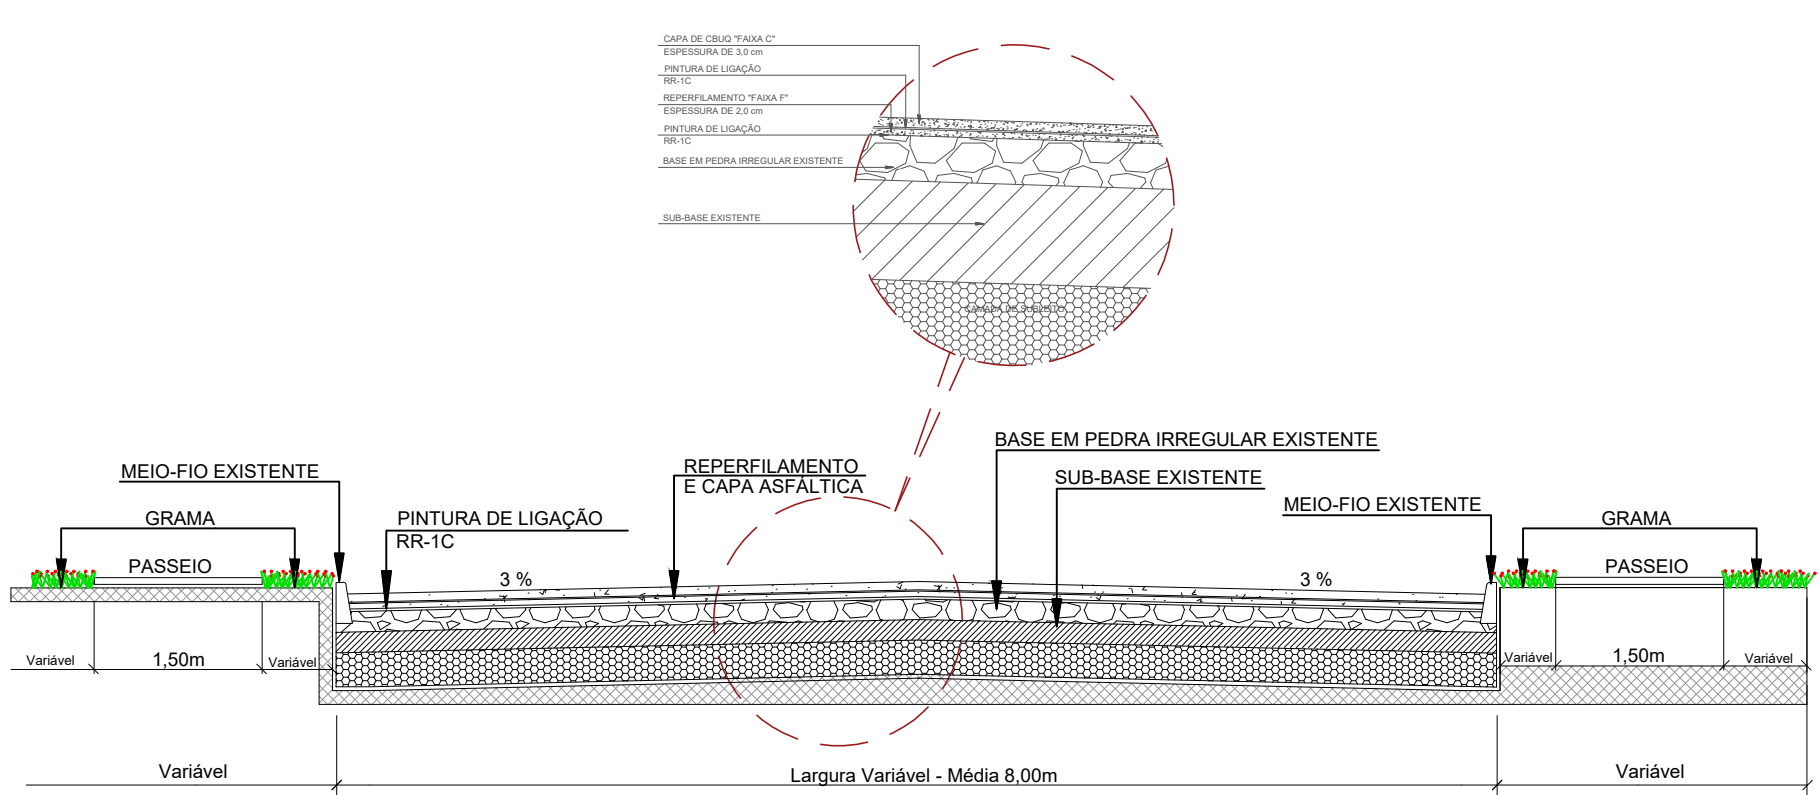 CAPA DE CBUQ "FAIXA C"
ESPESSURA DE 3,0 cm
PINTURA DE LIGAÇÃO
RR-1C
REPERFILAMENTO "FAIXA F"
ESPESSURA DE 2,0 cm
PINTURA DE LIGAÇÃO
RR-1C
BASE EM PEDRA IRREGULAR EXISTENTE
SUB-BASE EXISTENTE
CAMADA DE SUBLEITO
MEIO-FIO EXISTENTE
GRAMA
PASSEIO
PINTURA DE LIGAÇÃO
RR-1C
REPERFILAMENTO
E CAPA ASFÁLTICA
BASE EM PEDRA IRREGULAR EXISTENTE
SUB-BASE EXISTENTE
MEIO-FIO EXISTENTE
GRAMA
PASSEIO
3 %
3 %
Variável
1,50m
Variável
Variável
1,50m
Variável
Variável
Largura Variável - Média 8,00m
Variável